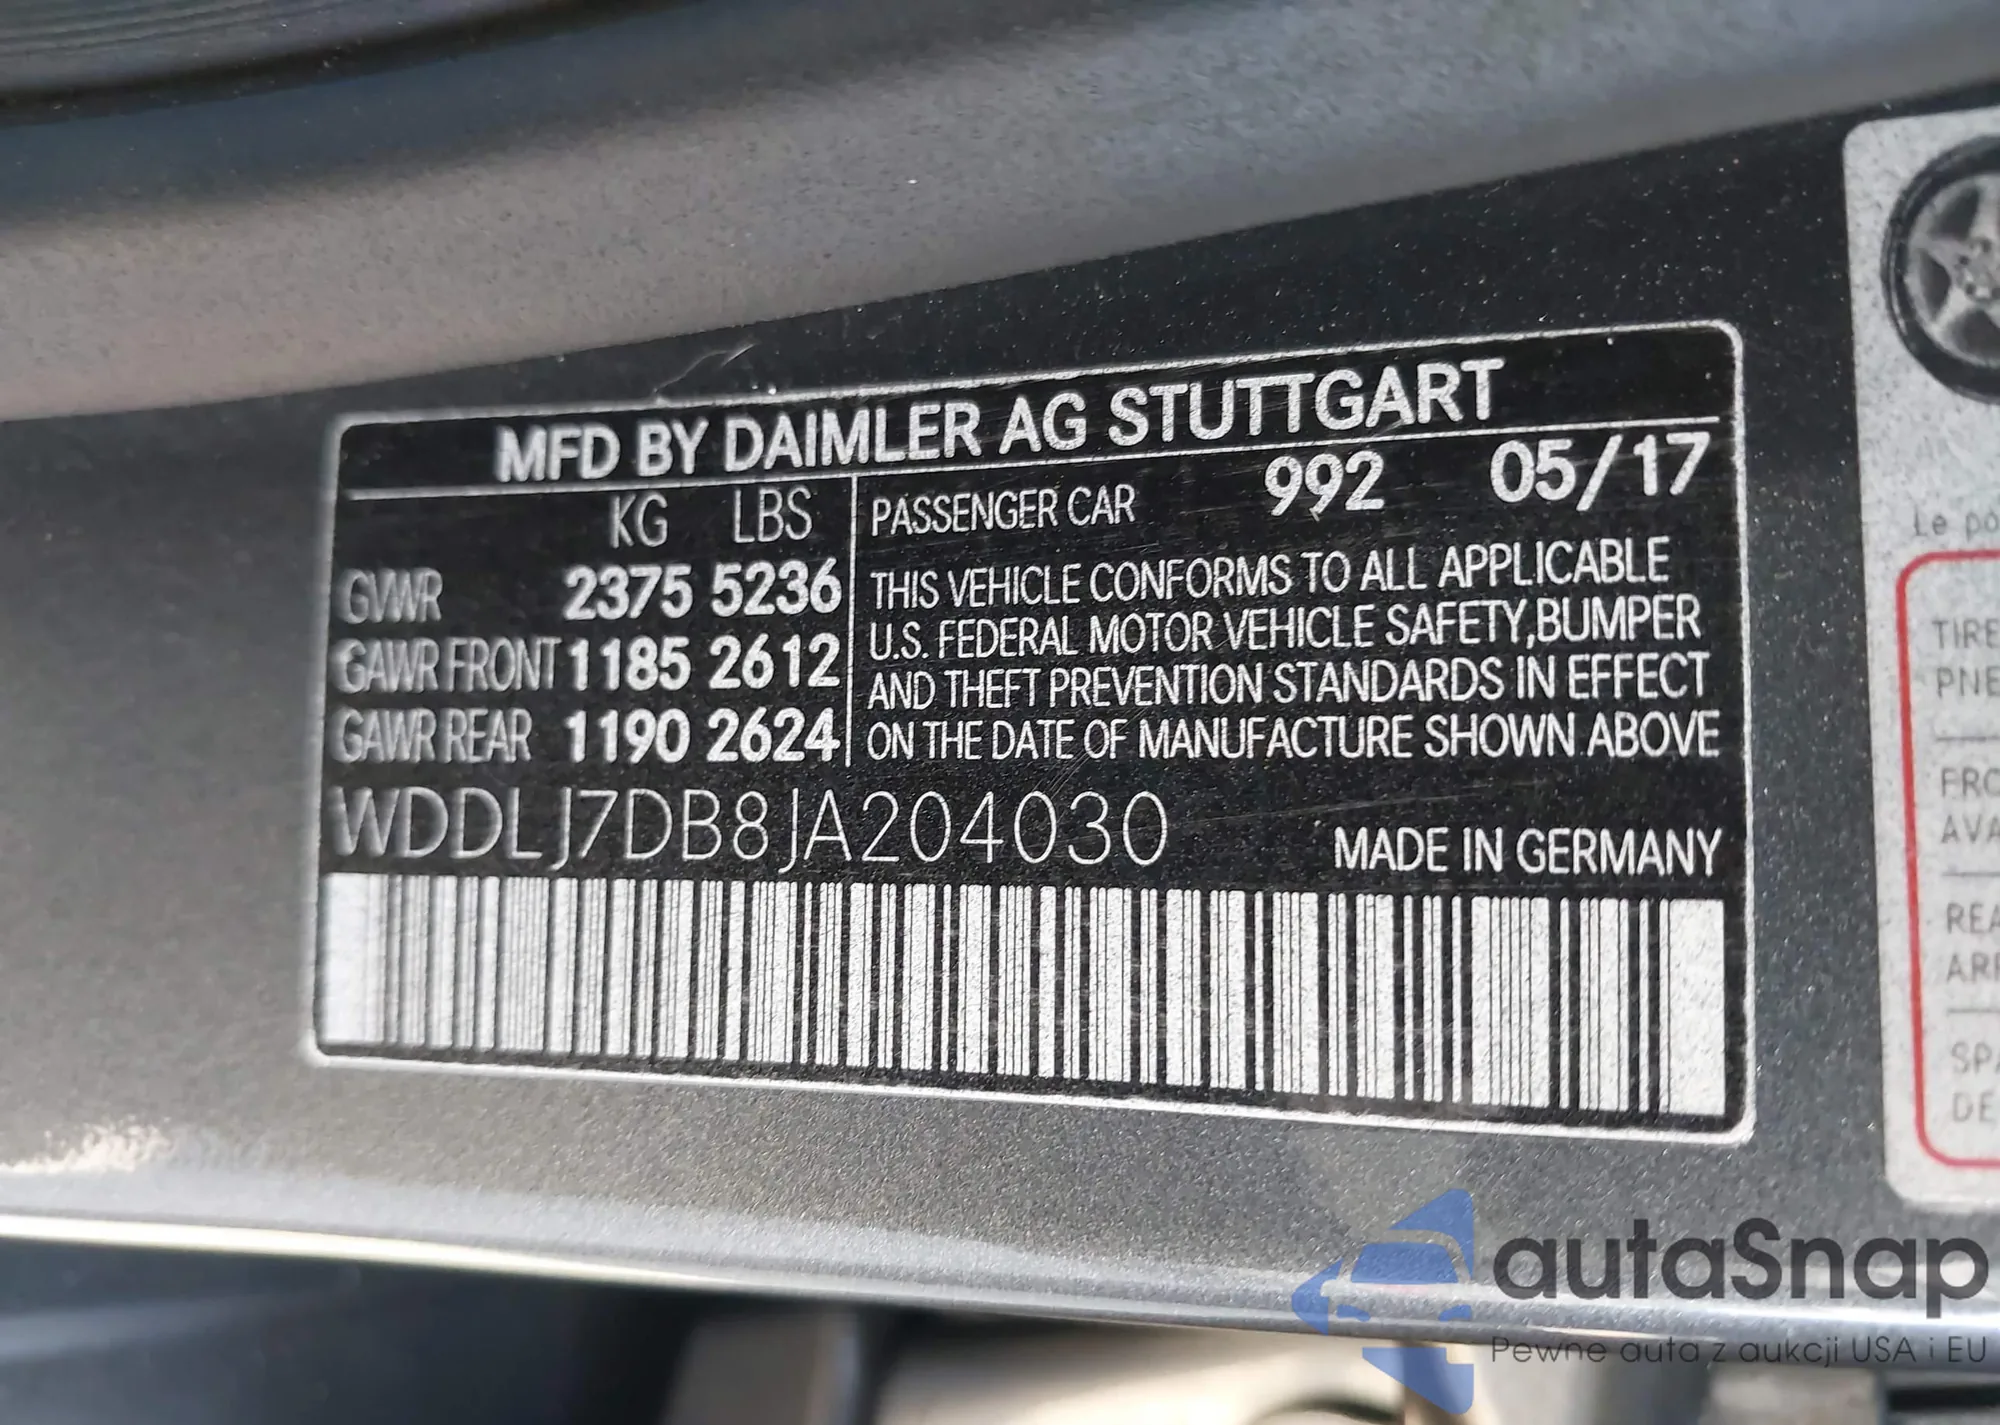 MFD BY DAIMLER AG STUTTGART
KG LBS
GVWR 2375 5236
GAWR FRONT 1185 2612
GAWR REAR 1190 2624
PASSENGER CAR 992 05/17
THIS VEHICLE CONFORMS TO ALL APPLICABLE
U.S. FEDERAL MOTOR VEHICLE SAFETY,BUMPER
AND THEFT PREVENTION STANDARDS IN EFFECT
ON THE DATE OF MANUFACTURE SHOWN ABOVE
WDDLJ7DB8JA204030
MADE IN GERMANY
Le
TIRE
autaSnap
Pewne auta z aukcji USA i EU